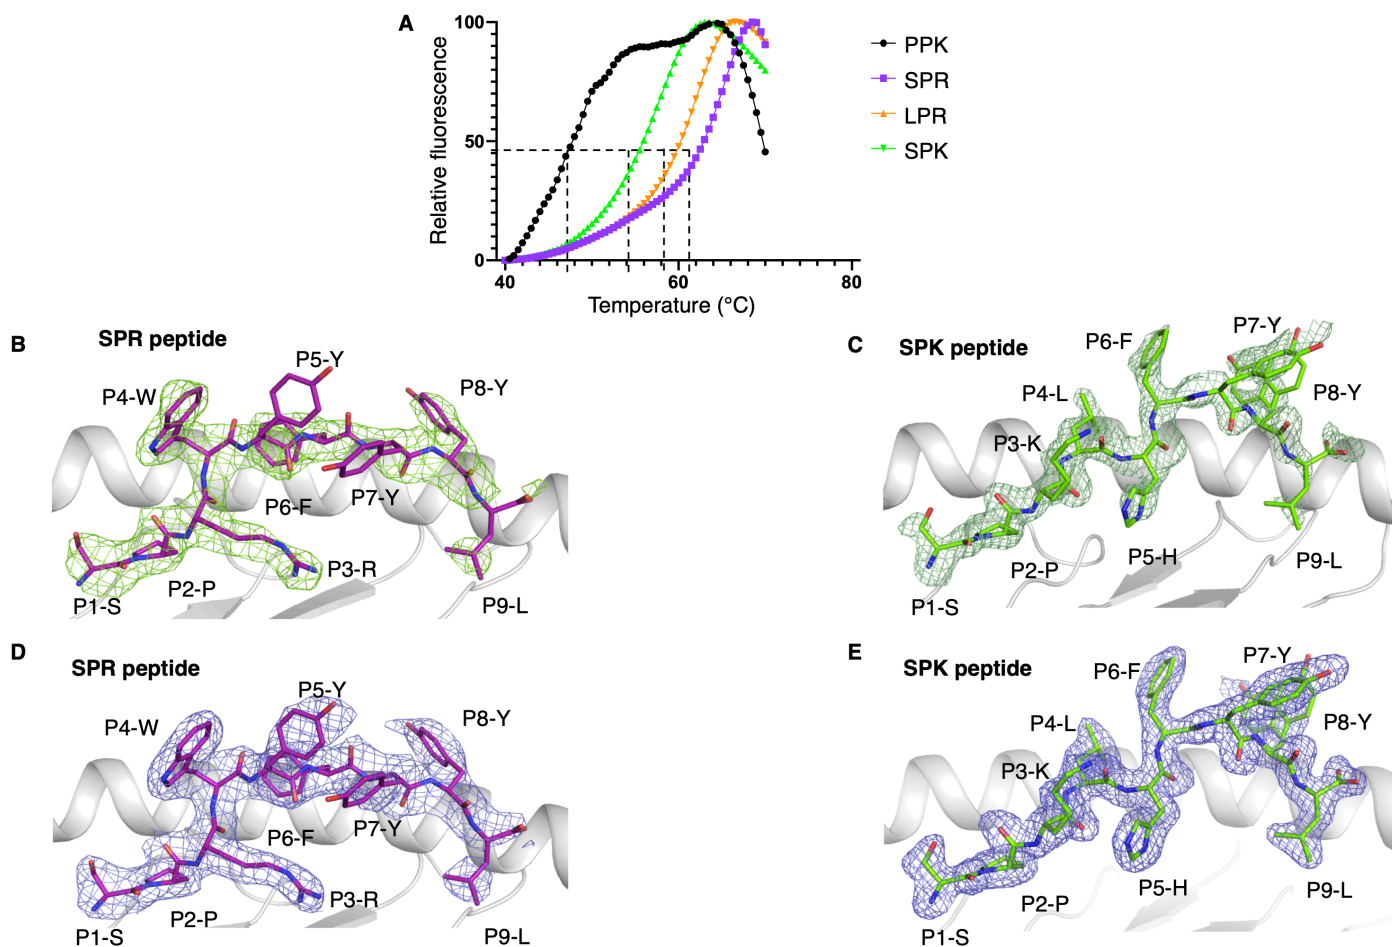 A
Relative fluorescence
100
50
0
40
60
80
Temperature (°C)
PPK
SPR
LPR
SPK
B
SPR peptide
P4-W
P5-Y
P8-Y
P6-F
P7-Y
P2-P
P3-R
P1-S
P9-L
C
SPK peptide
P6-F
P7-Y
P4-L
P8-Y
P3-K
P2-P
P5-H
P9-L
P1-S
D
SPR peptide
P5-Y
P4-W
P8-Y
P6-F
P7-Y
P2-P
P3-R
P1-S
P9-L
E
SPK peptide
P6-F
P7-Y
P4-L
P8-Y
P3-K
P2-P
P5-H
P9-L
P1-S